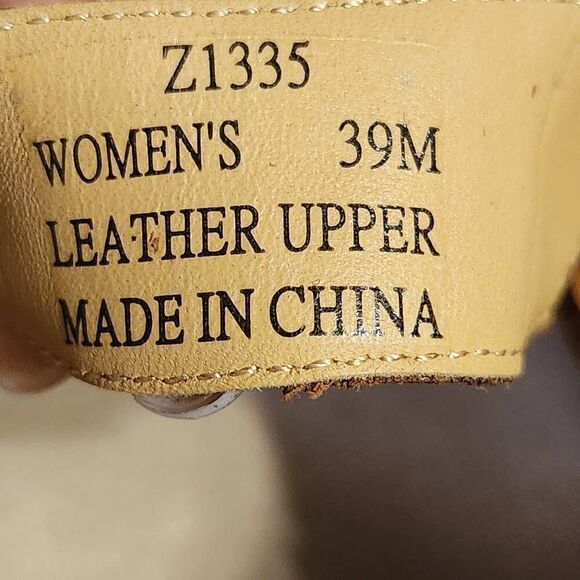 Z1335
WOMEN'S 39M
LEATHER UPPER
MADE IN CHINA